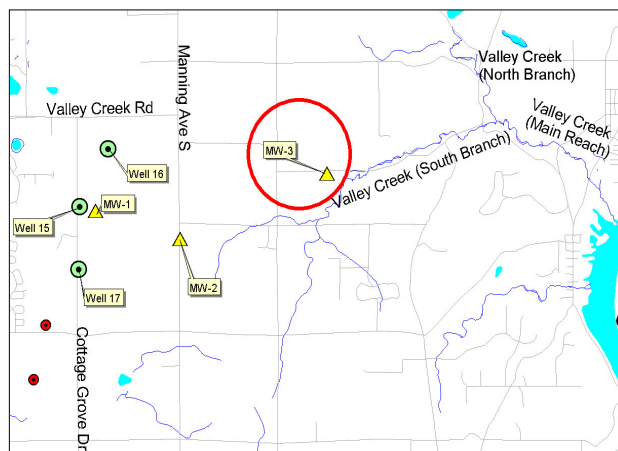 Valley Creek
(North Branch)
Manning Ave S
Valley Creek Rd
Valley Creek
(Main Reach)
MW-3
Well 16
Valley Creek (South Branch)
MW-1
Well 15
MW-2
Well 17
Cottage Grove Dr